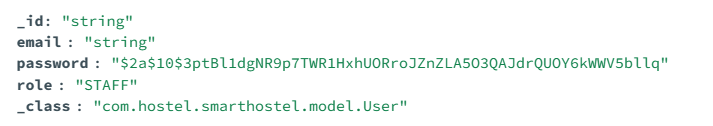 _id: "string"
email : "string"
password : "$2a$10$3ptBl1dgNR9p7TWR1HxhUORroJZnZLA5O3QAJdrQUOY6kWWV5bllq"
role : "STAFF"
_class : "com.hostel.smarthostel.model.User"